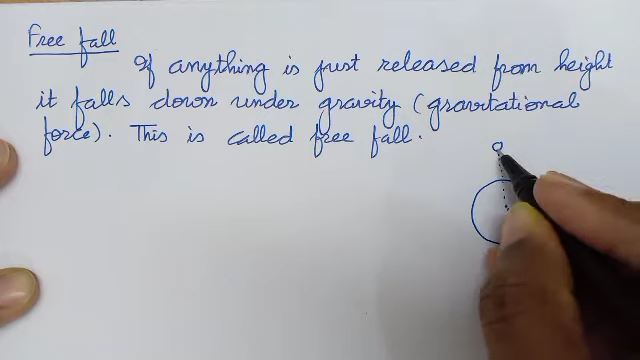 Free fall
If anything is just released from height
it falls down under gravity (gravitational
force). This is called free fall.